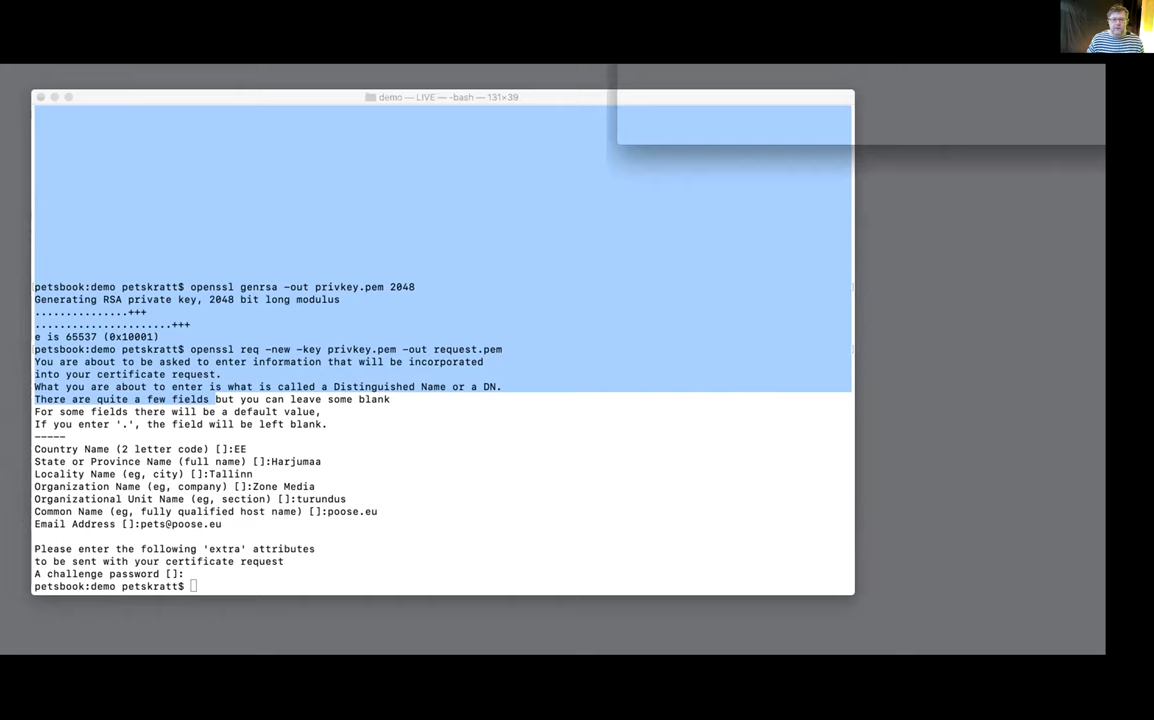 demo — LIVE — -bash — 131×39
petsbook:demo petskratt$ openssl genrsa -out privkey.pem 2048
Generating RSA private key, 2048 bit long modulus
...............+++
......................+++
e is 65537 (0x10001)
petsbook:demo petskratt$ openssl req -new -key privkey.pem -out request.pem
You are about to be asked to enter information that will be incorporated
into your certificate request.
What you are about to enter is what is called a Distinguished Name or a DN.
There are quite a few fields but you can leave some blank
For some fields there will be a default value,
If you enter '.', the field will be left blank.
-----
Country Name (2 letter code) []:EE
State or Province Name (full name) []:Harjumaa
Locality Name (eg, city) []:Tallinn
Organization Name (eg, company) []:Zone Media
Organizational Unit Name (eg, section) []:turundus
Common Name (eg, fully qualified host name) []:poose.eu
Email Address []:pets@poose.eu
Please enter the following 'extra' attributes
to be sent with your certificate request
A challenge password []:
petsbook:demo petskratt$